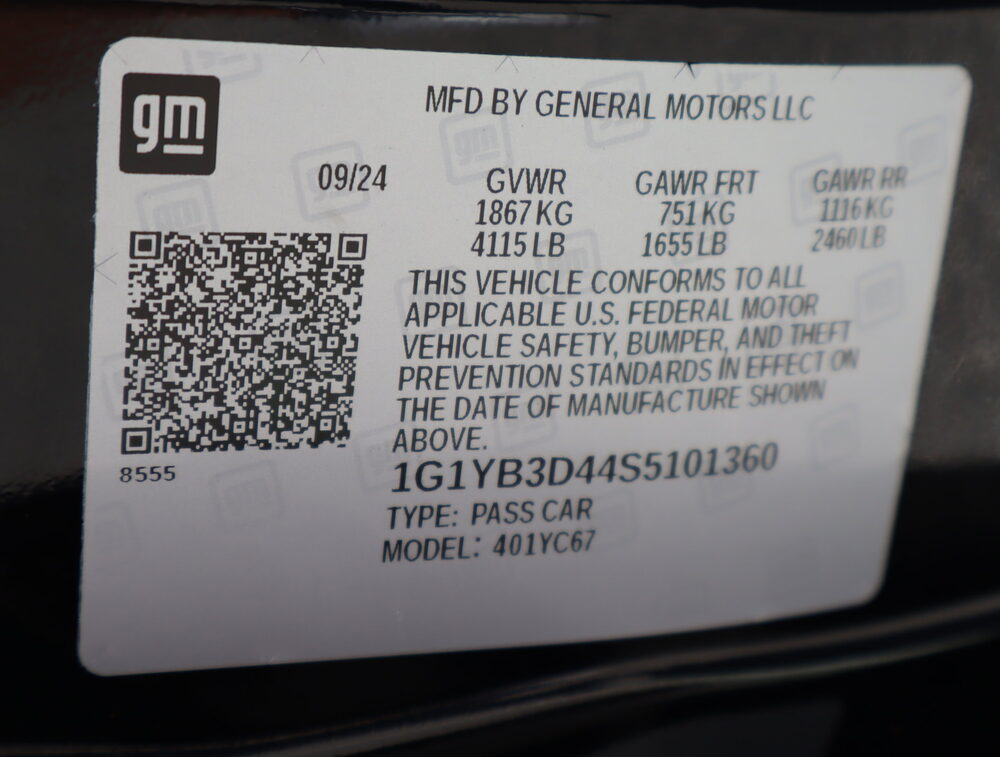 gm
MFD BY GENERAL MOTORS LLC
09/24 GVWR GAWR FRT GAWR RR
1867 KG 751 KG 1116 KG
4115 LB 1655 LB 2460 LB
THIS VEHICLE CONFORMS TO ALL
APPLICABLE U.S. FEDERAL MOTOR
VEHICLE SAFETY, BUMPER, AND THEFT
PREVENTION STANDARDS IN EFFECT ON
THE DATE OF MANUFACTURE SHOWN
ABOVE.
8555
1G1YB3D44S5101360
TYPE: PASS CAR
MODEL: 401YC67